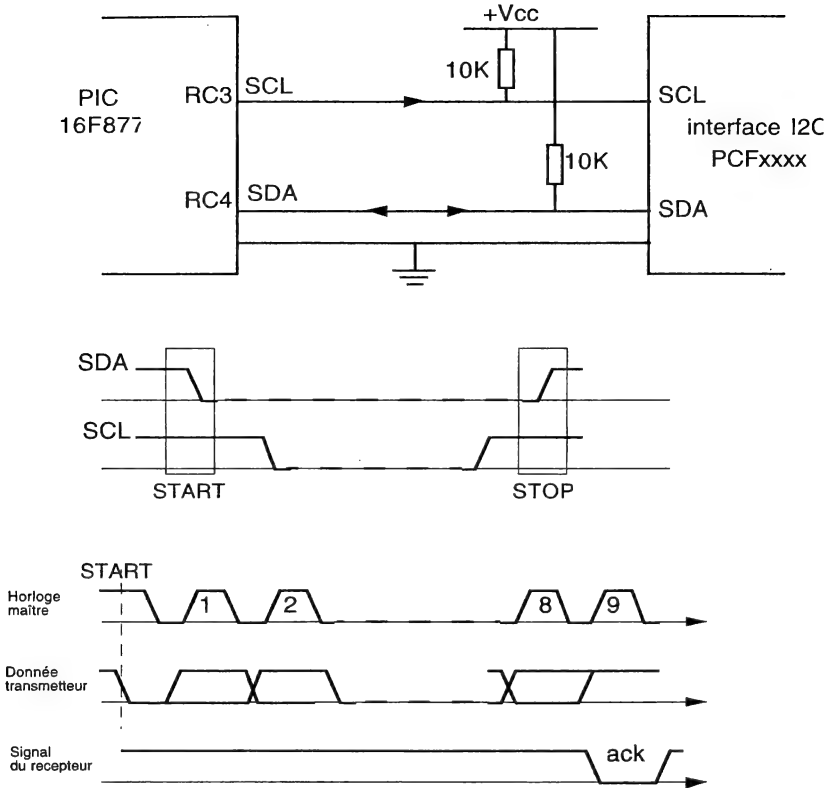 +Vcc
10K
RC3 SCL
SCL
PIC
16F877
interface I2C
PCFxxxx
10K
RC4 SDA
SDA
SDA
SCL
START
STOP
START
Horloge
maître
1
2
8
9
Donnée
transmetteur
Signal
du recepteur
ack